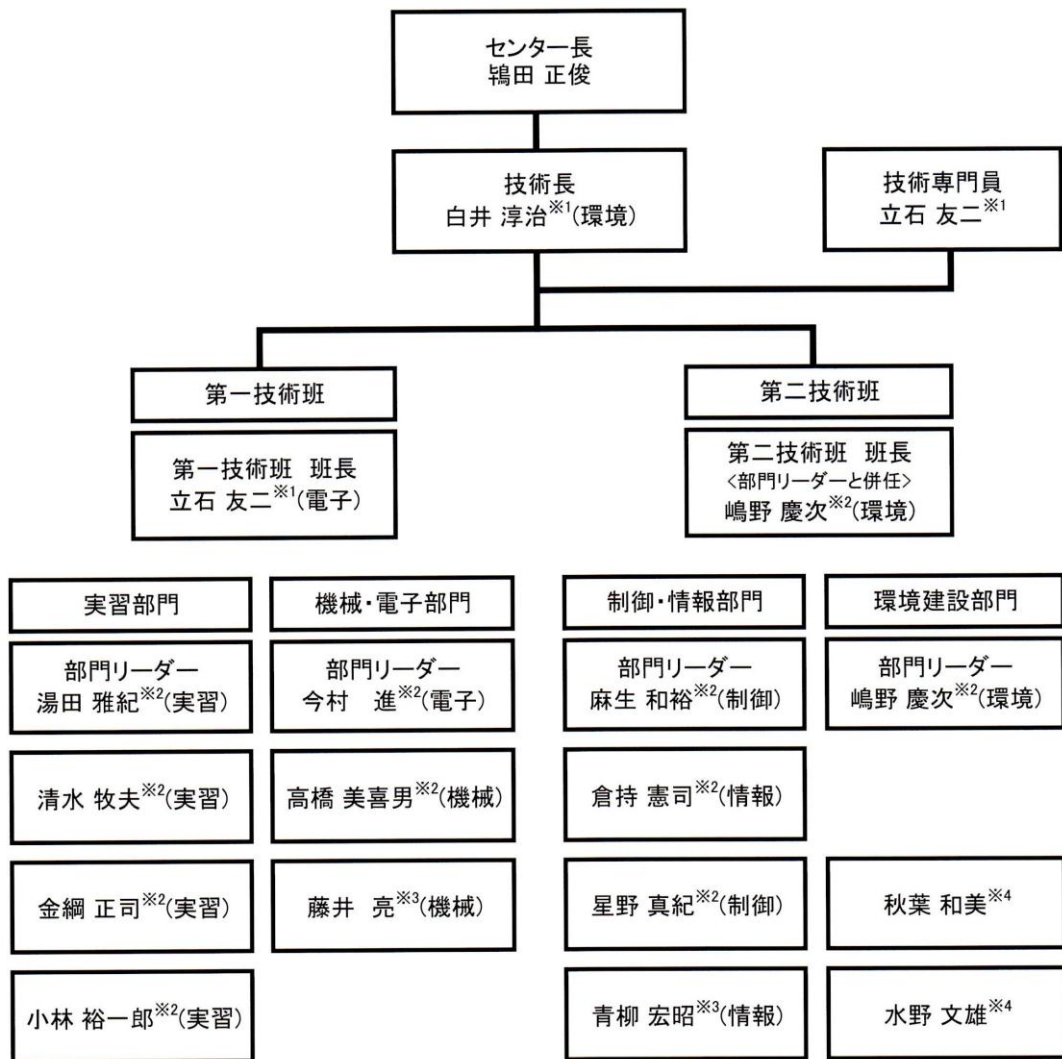 センター長
鴇田 正俊
技術長
白井 淳治※1(環境)
技術専門員
立石 友二※1
第一技術班
第一技術班 班長
立石 友二※1(電子)
第二技術班
第二技術班 班長
<部門リーダーと併任>
嶋野 慶次※2(環境)
実習部門
部門リーダー
湯田 雅紀※2(実習)
清水 牧夫※2(実習)
金綱 正司※2(実習)
小林 裕一郎※2(実習)
機械・電子部門
部門リーダー
今村 進※2(電子)
高橋 美喜男※2(機械)
藤井 亮※3(機械)
制御・情報部門
部門リーダー
麻生 和裕※2(制御)
倉持 憲司※2(情報)
星野 真紀※2(制御)
青柳 宏昭※3(情報)
環境建設部門
部門リーダー
嶋野 慶次※2(環境)
秋葉 和美※4
水野 文雄※4